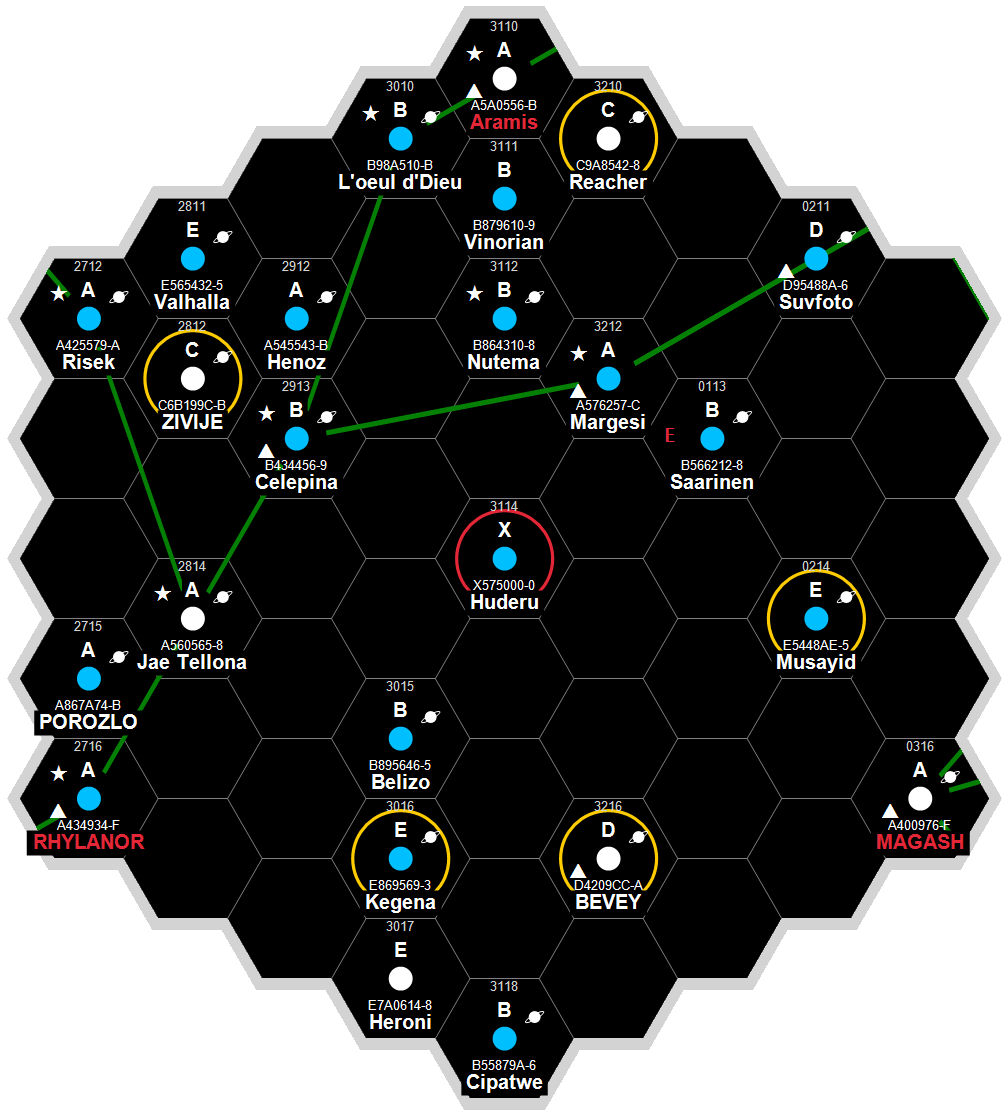 3110
A
A5A0556-B
Aramis
3010
B
B98A510-B
L'oeul d'Dieu
3210
C
C9A8542-8
Reacher
3111
B
B879610-9
Vinorian
2811
E
E565432-5
Valhalla
0211
D
D95488A-6
Suvfoto
2712
A
A425579-A
Risek
2912
A
A545543-B
Henoz
3112
B
B864310-8
Nutema
2812
C
C6B199C-B
ZIVIJE
3212
A
A576257-C
Margesi
2913
B
B434456-9
Celepina
0113
B
E
B566212-8
Saarinen
3114
X
X575000-0
Huderu
2814
A
A560565-8
Jae Tellona
0214
E
E5448AE-5
Musayid
2715
A
A867A74-B
POROZLO
3015
B
B895646-5
Belizo
2716
A
A434934-F
RHYLANOR
0316
A
A400976-F
MAGASH
3016
E
E869569-3
Kegena
3216
D
D4209CC-A
BEVEY
3017
E
E7A0614-8
Heroni
3118
B
B55879A-6
Cipatwe